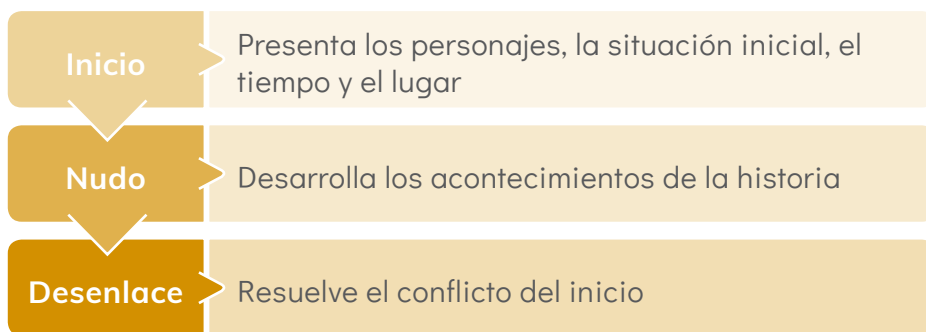 Inicio
Presenta los personajes, la situación inicial, el
tiempo y el lugar
Nudo
Desarrolla los acontecimientos de la historia
Desenlace
Resuelve el conflicto del inicio